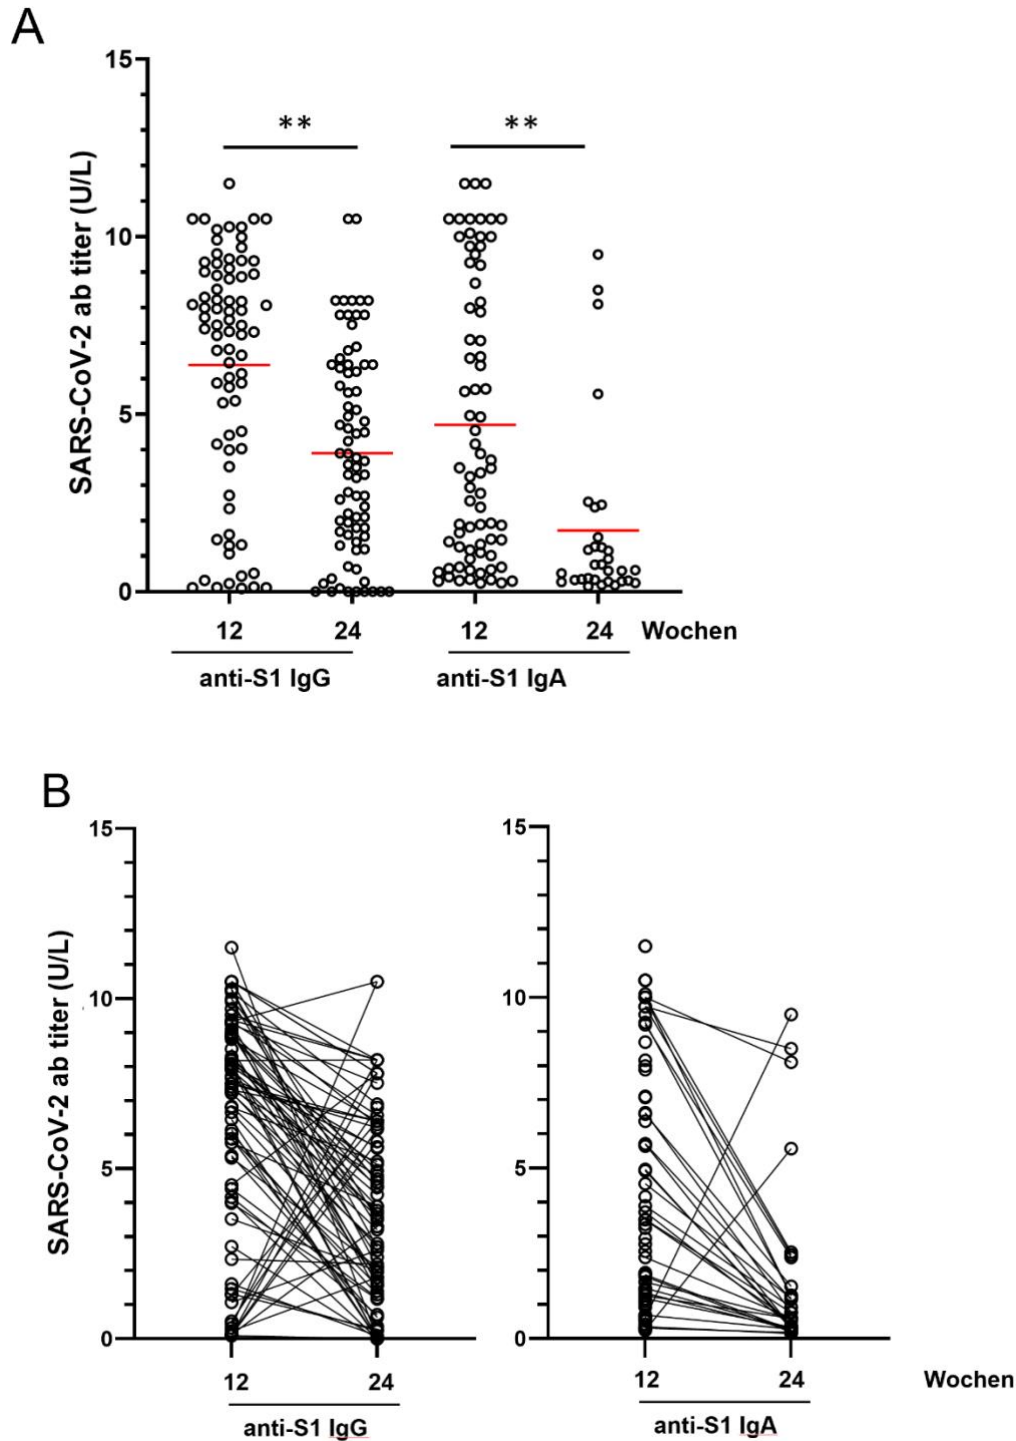 A
15
** **
10
5
0
SARS-CoV-2 ab titer (U/L)
12 24 12 24 Wochen
anti-S1 IgG anti-S1 IgA
B
15 15
10 10
5 5
0 0
SARS-CoV-2 ab titer (U/L)
12 24 12 24 Wochen
anti-S1 IgG anti-S1 IgA